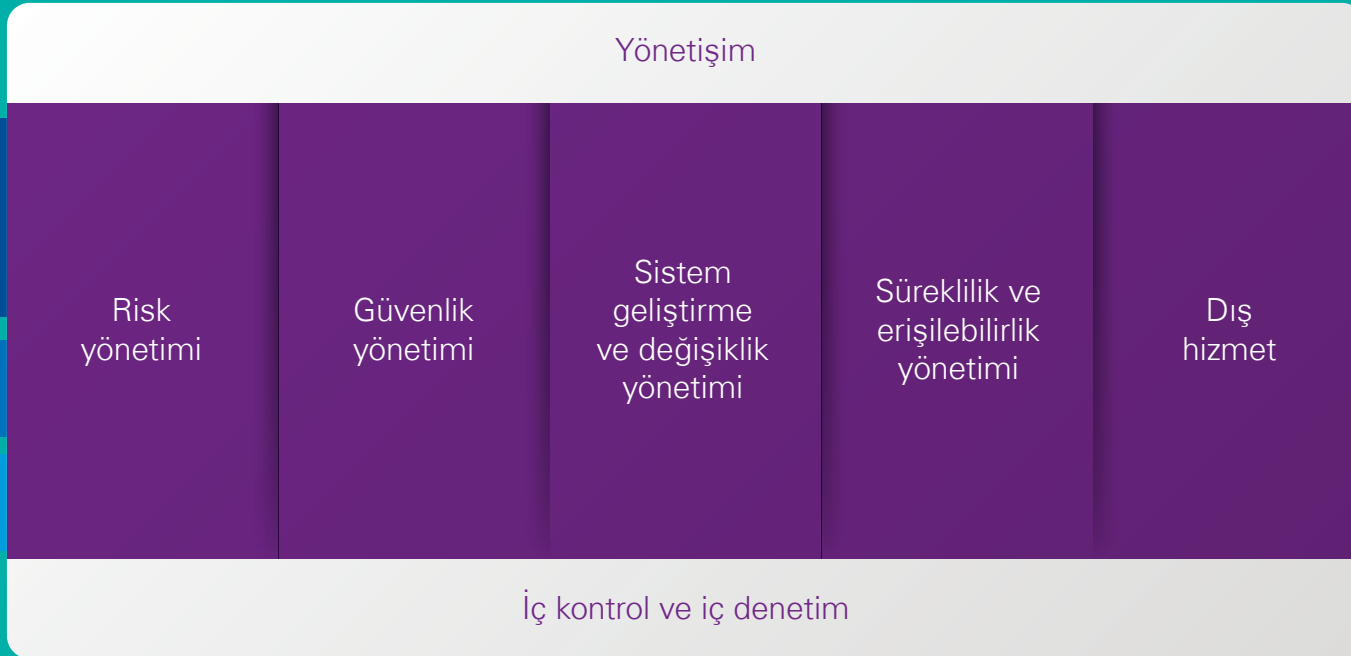 Yönetişim
Risk
yönetimi
Güvenlik
yönetimi
Sistem
geliştirme
ve değişiklik
yönetimi
Süreklilik ve
erişilebilirlik
yönetimi
Dış
hizmet
İç kontrol ve iç denetim